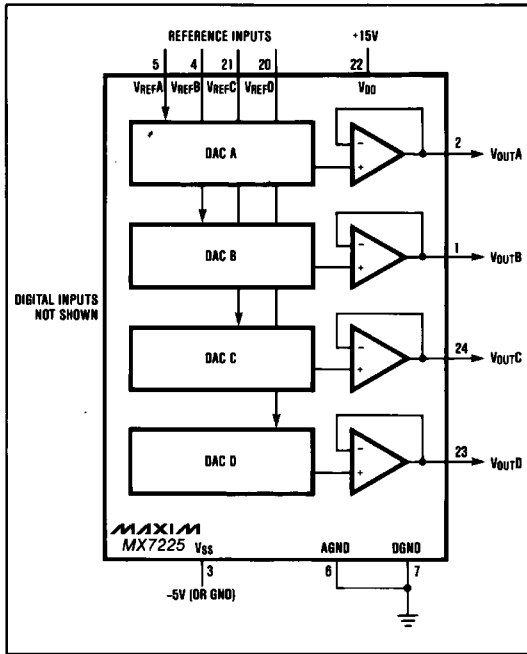 REFERENCE INPUTS
+15V
5 4 21 20 22
VREFA VREFB VREFC VREFD VDD
DAC A
2
VOUTA
DAC B
1
VOUTB
DIGITAL INPUTS
NOT SHOWN
DAC C
24
VOUTC
DAC D
23
VOUTD
MAXIM
MX7225
VSS AGND DGND
3 6 7
-5V (OR GND)